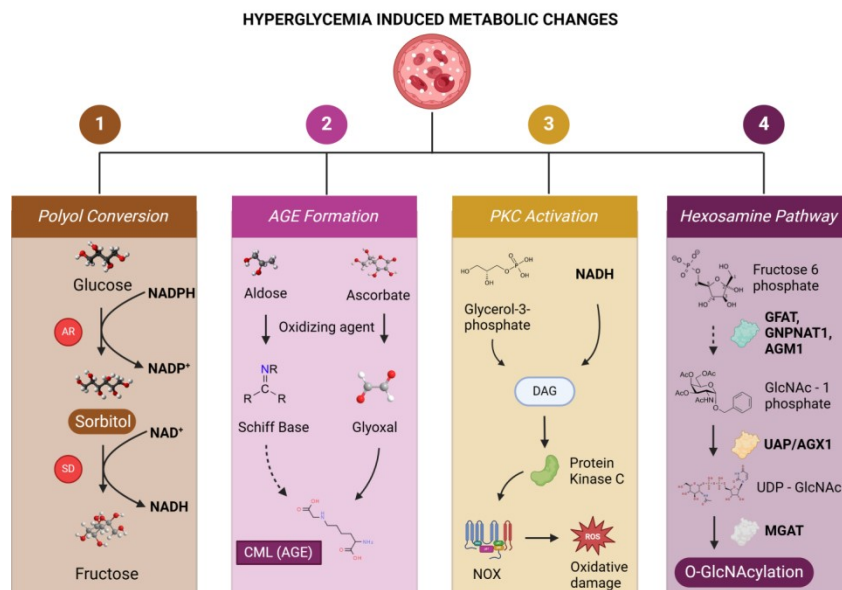 HYPERGLYCEMIA INDUCED METABOLIC CHANGES
1
2
3
4
Polyol Conversion
Glucose
NADPH
AR
NADP⁺
Sorbitol
NAD⁺
SD
NADH
Fructose
AGE Formation
Aldose
Ascorbate
Oxidizing agent
NR
R
R
Schiff Base
Glyoxal
CML (AGE)
PKC Activation
NADH
Glycerol-3-
phosphate
DAG
Protein
Kinase C
ROS
NOX
Oxidative
damage
Hexosamine Pathway
Fructose 6
phosphate
GFAT,
GNPNAT1,
AGM1
GlcNAc - 1
phosphate
UAP/AGX1
UDP - GlcNAc
MGAT
O-GlcNAcylation